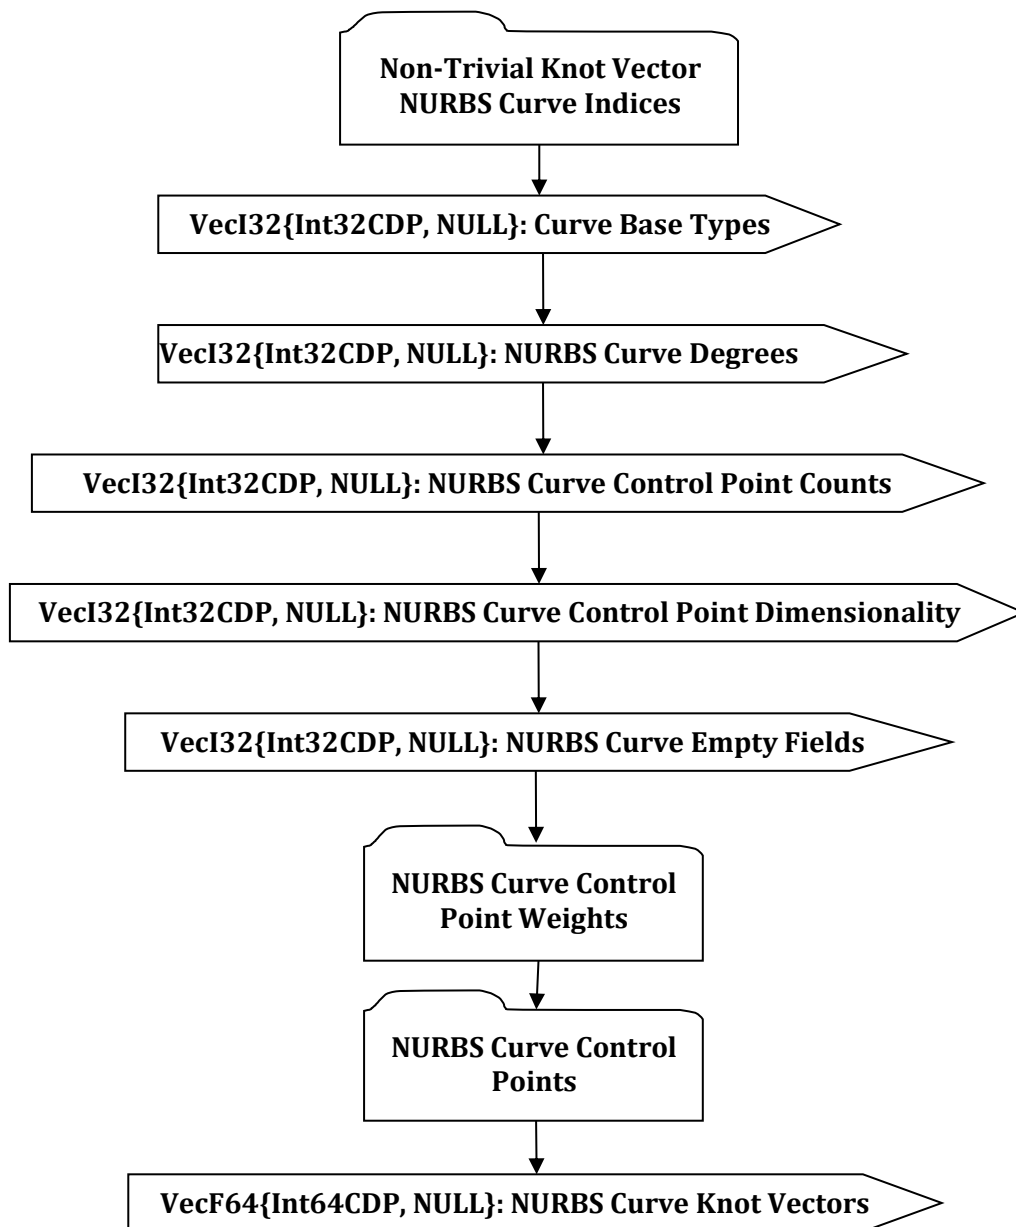 Non-Trivial Knot Vector
NURBS Curve Indices
VecI32{Int32CDP, NULL}: Curve Base Types
VecI32{Int32CDP, NULL}: NURBS Curve Degrees
VecI32{Int32CDP, NULL}: NURBS Curve Control Point Counts
VecI32{Int32CDP, NULL}: NURBS Curve Control Point Dimensionality
VecI32{Int32CDP, NULL}: NURBS Curve Empty Fields
NURBS Curve Control
Point Weights
NURBS Curve Control
Points
VecF64{Int64CDP, NULL}: NURBS Curve Knot Vectors